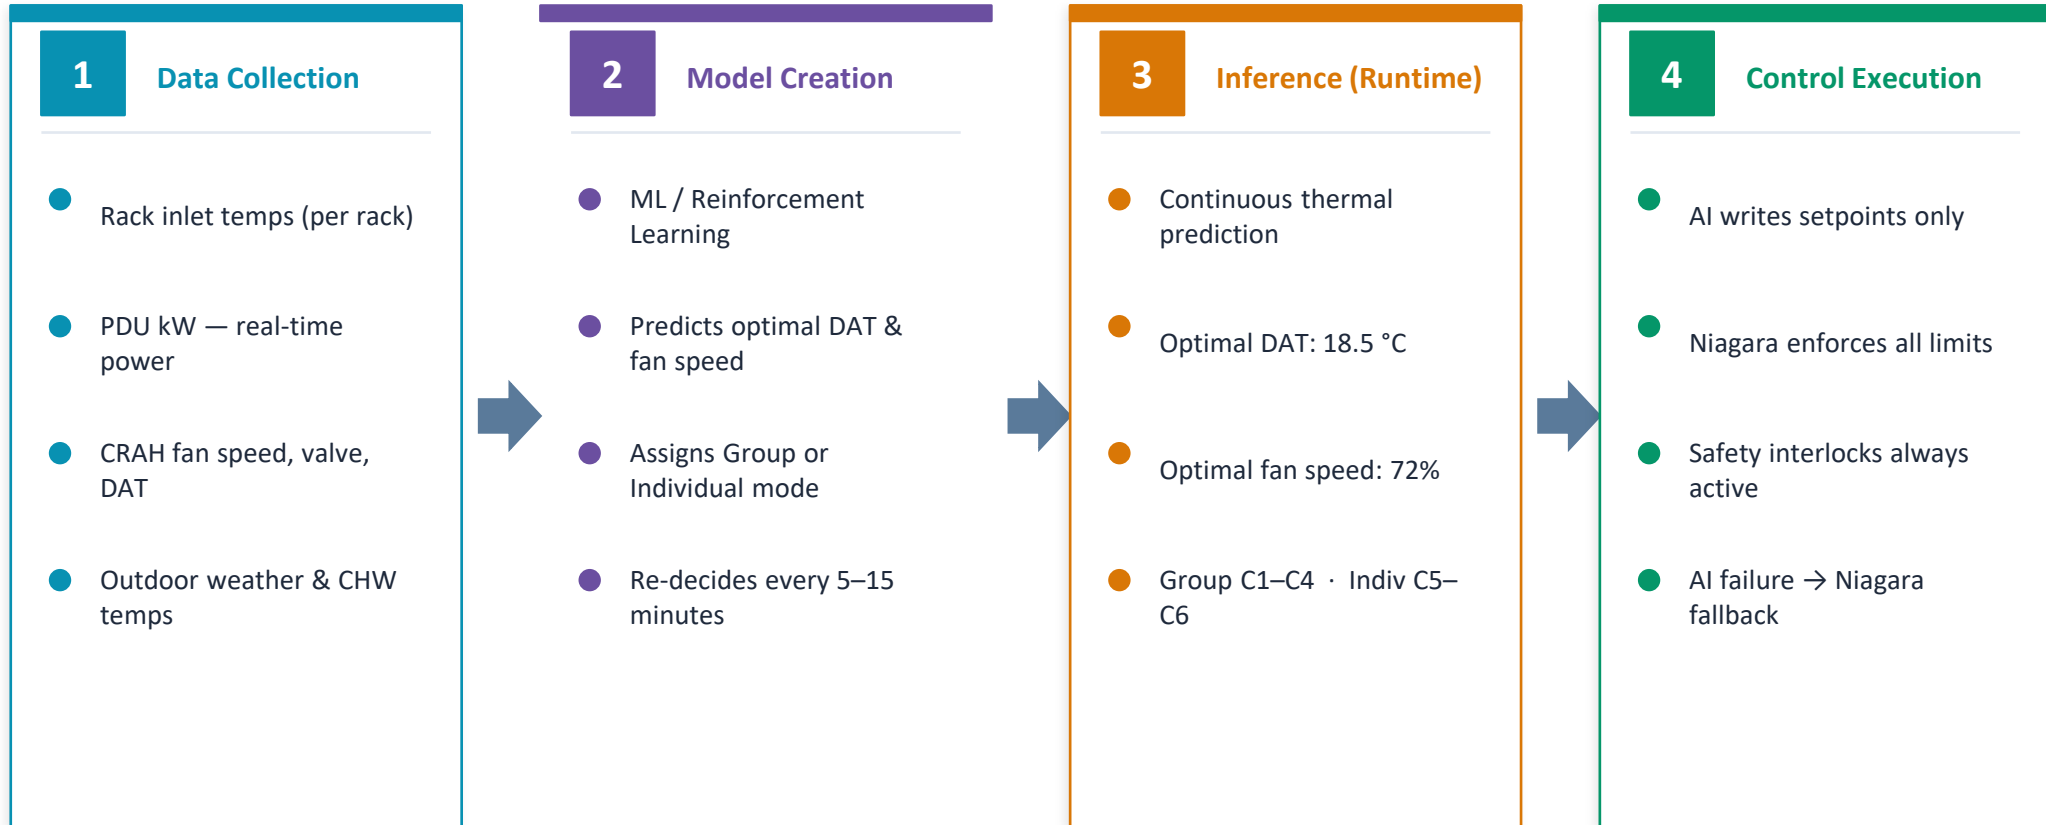 1
Data Collection
Rack inlet temps (per rack)
PDU kW — real-time
power
CRAH fan speed, valve,
DAT
Outdoor weather & CHW
temps
2
Model Creation
ML / Reinforcement
Learning
Predicts optimal DAT &
fan speed
Assigns Group or
Individual mode
Re-decides every 5–15
minutes
3
Inference (Runtime)
Continuous thermal
prediction
Optimal DAT: 18.5 °C
Optimal fan speed: 72%
Group C1–C4 · Indiv C5–
C6
4
Control Execution
AI writes setpoints only
Niagara enforces all limits
Safety interlocks always
active
AI failure → Niagara
fallback